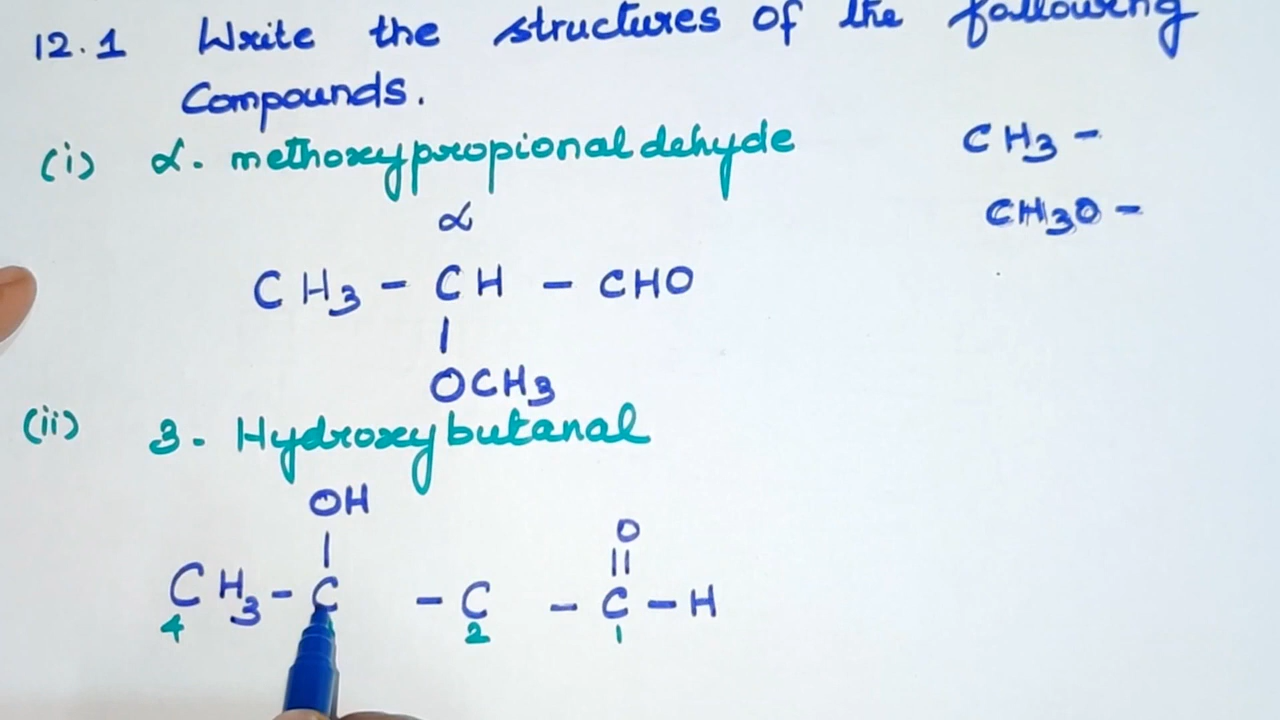 12.1 Write the structures of the following
Compounds.
(i) α. methoxypropionaldehyde
CH3 -
CH3O -
α
CH3 - CH - CHO
|
OCH3
(ii) 3. Hydroxybutanal
OH
O
| ||
CH3 - C - C - C - H
4 2 1